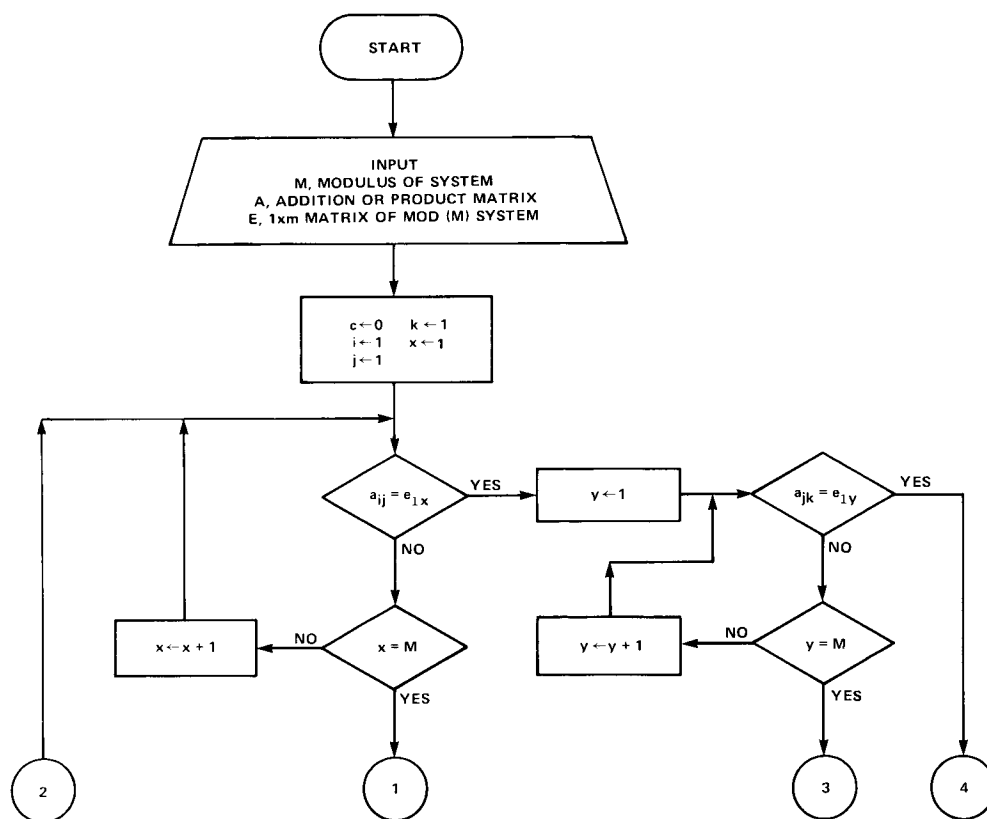 START
INPUT
M, MODULUS OF SYSTEM
A, ADDITION OR PRODUCT MATRIX
E, 1xm MATRIX OF MOD (M) SYSTEM
c←0 k←1
i←1 x←1
j←1
a_ij = e_1x
YES
y←1
a_jk = e_1y
YES
NO
NO
x←x + 1
NO
x = M
y←y + 1
NO
y = M
YES
YES
2
1
3
4